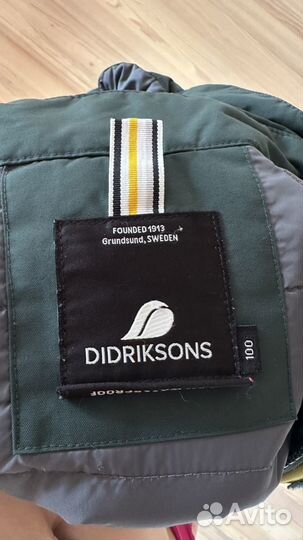 FOUNDED 1913
Grundsund, SWEDEN
DIDRIKSONS
100
Avito